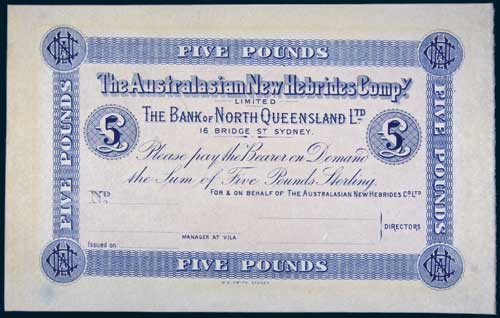 FIVE POUNDS
The Australasian New Hebrides Compy
LIMITED
THE BANK OF NORTH QUEENSLAND LTD
16 BRIDGE ST SYDNEY.
£5
£5
FIVE POUNDS
FIVE POUNDS
Please pay the Bearer on Demand
the Sum of Five Pounds Sterling.
No
FOR & ON BEHALF OF THE AUSTRALASIAN NEW HEBRIDES CO LTD
DIRECTORS
MANAGER AT VILA
Issued on
FIVE POUNDS